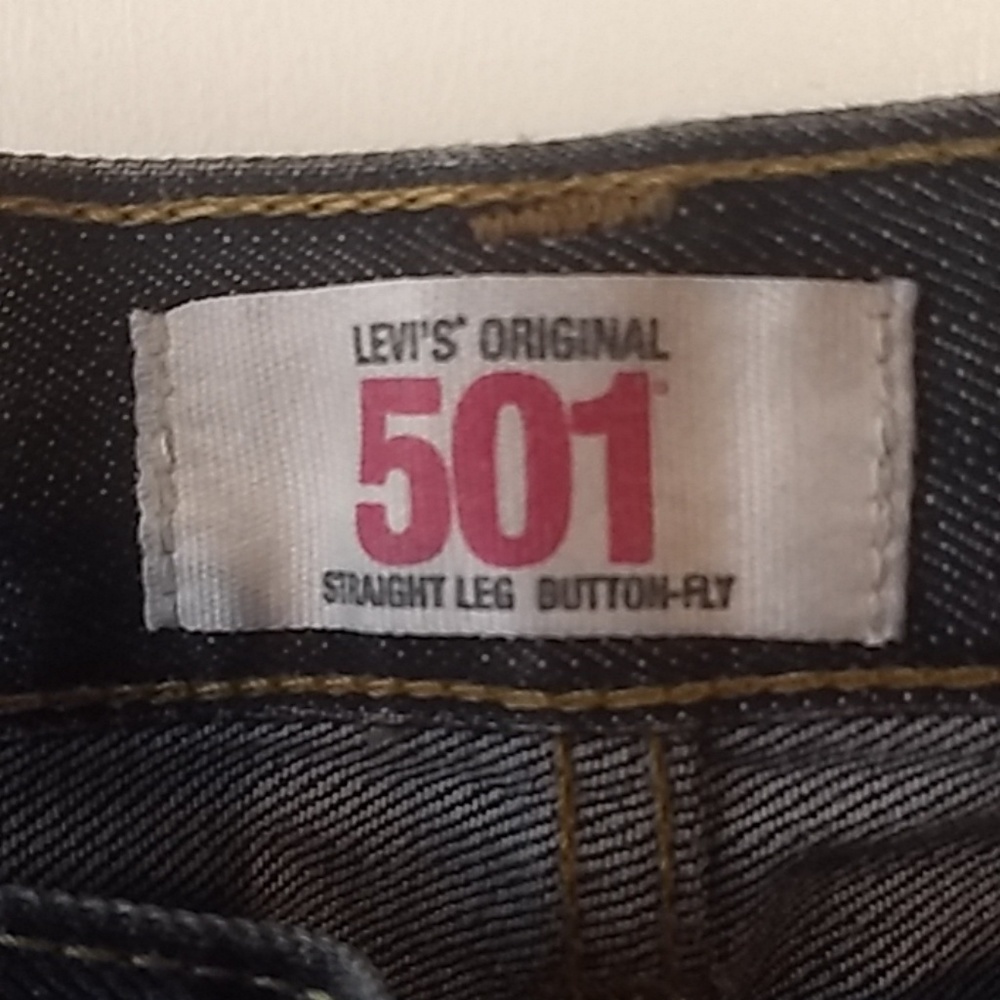 LEVI'S® ORIGINAL
501
STRAIGHT LEG BUTTON-FLY